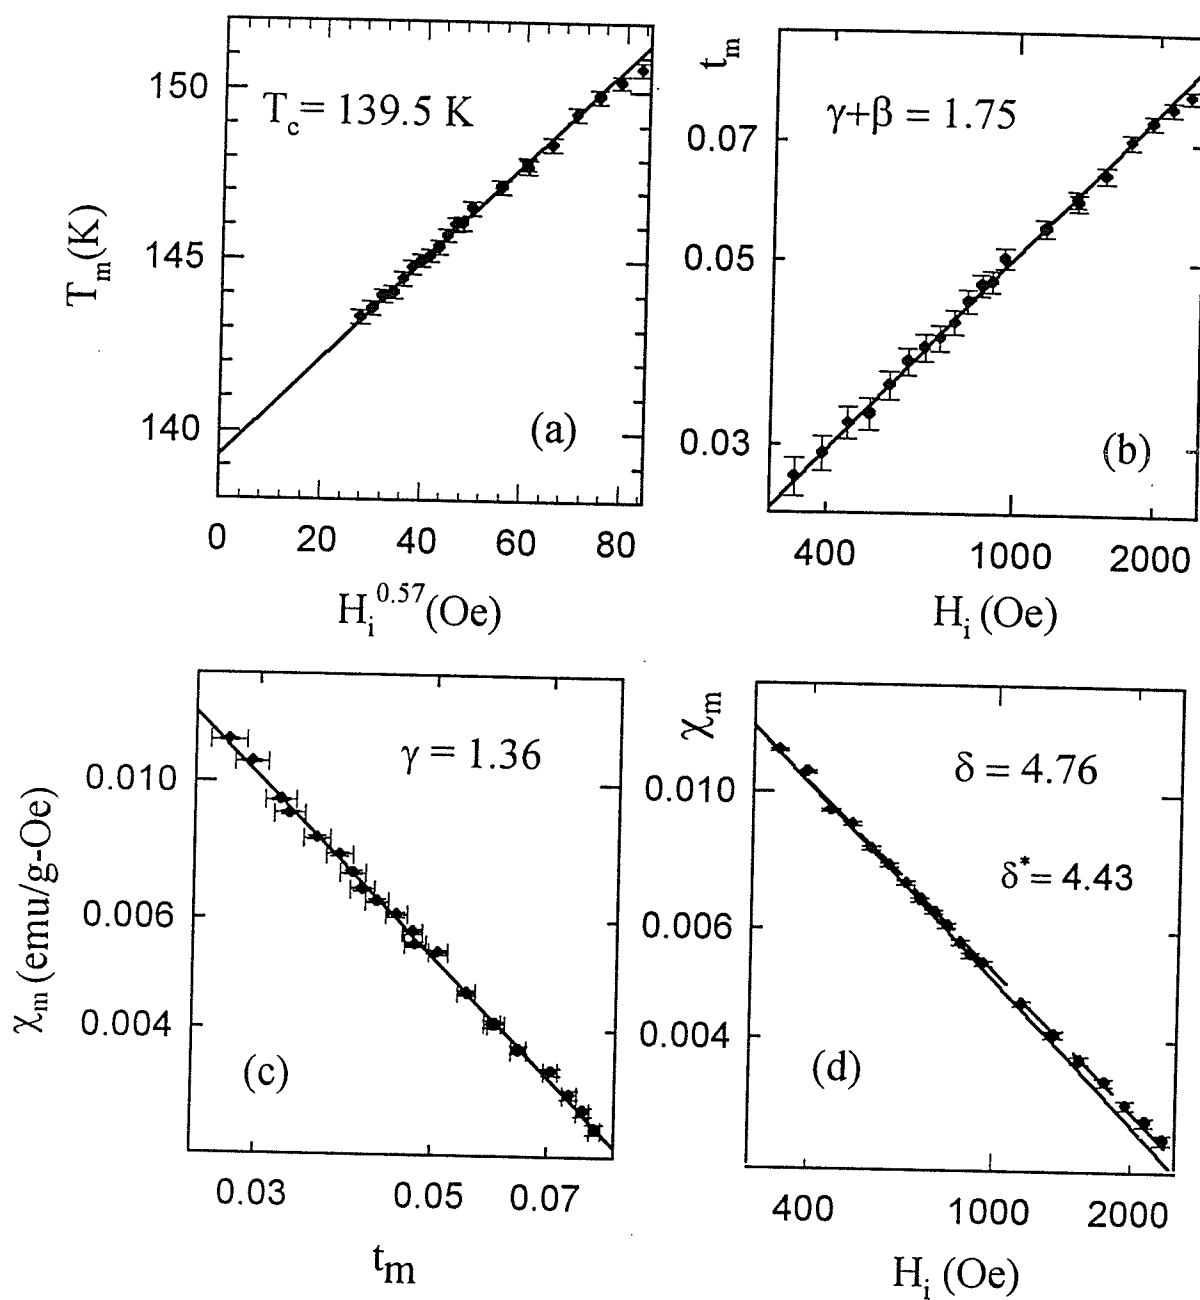 150
145
140
T_m(K)
T_c= 139.5 K
(a)
0 20 40 60 80
H_i^0.57(Oe)
t_m
0.07
0.05
0.03
γ+β = 1.75
(b)
400 1000 2000
H_i (Oe)
0.010
0.006
0.004
χ_m (emu/g-Oe)
γ = 1.36
(c)
0.03 0.05 0.07
t_m
χ_m
0.010
0.006
0.004
δ = 4.76
δ*= 4.43
(d)
400 1000 2000
H_i (Oe)